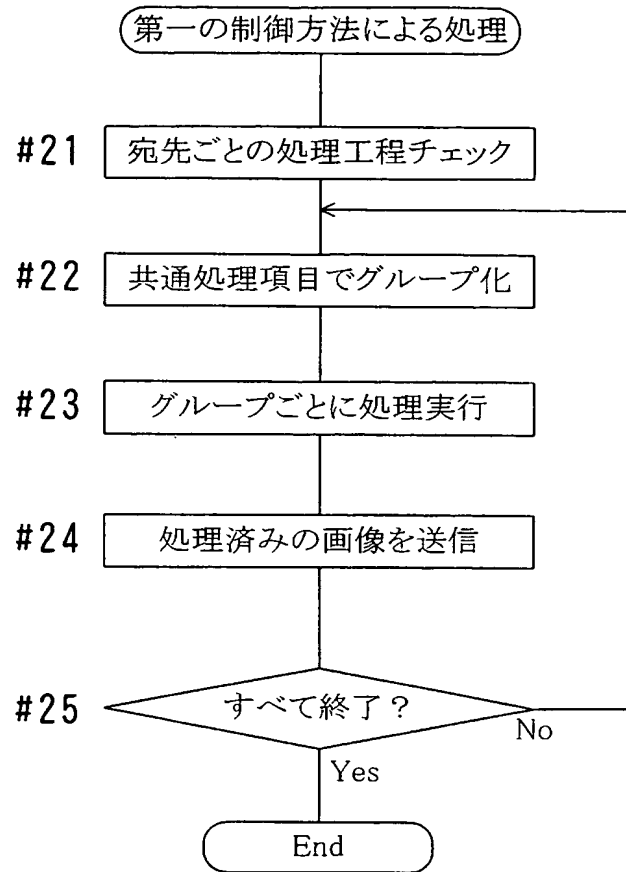 第一の制御方法による処理
#21 宛先ごとの処理工程チェック
#22 共通処理項目でグループ化
#23 グループごとに処理実行
#24 処理済みの画像を送信
#25 すべて終了?
No
Yes
End